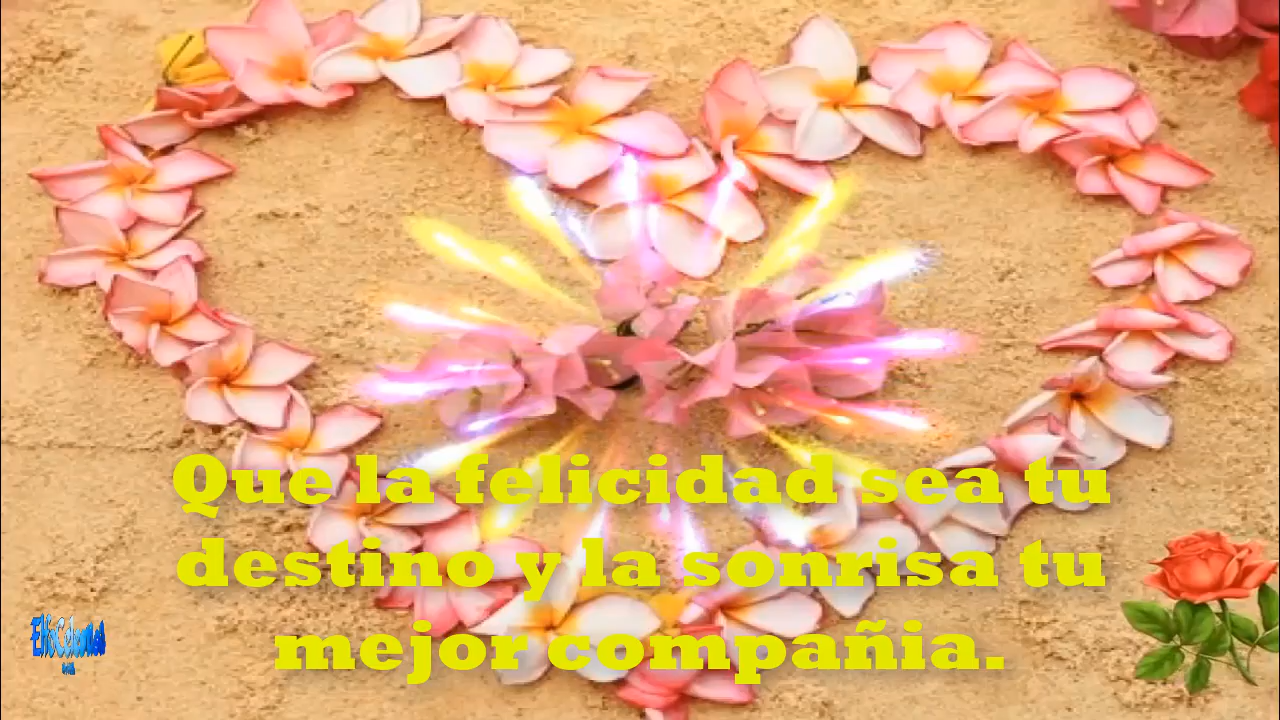 Que la felicidad sea tu
destino y la sonrisa tu
mejor compañia.